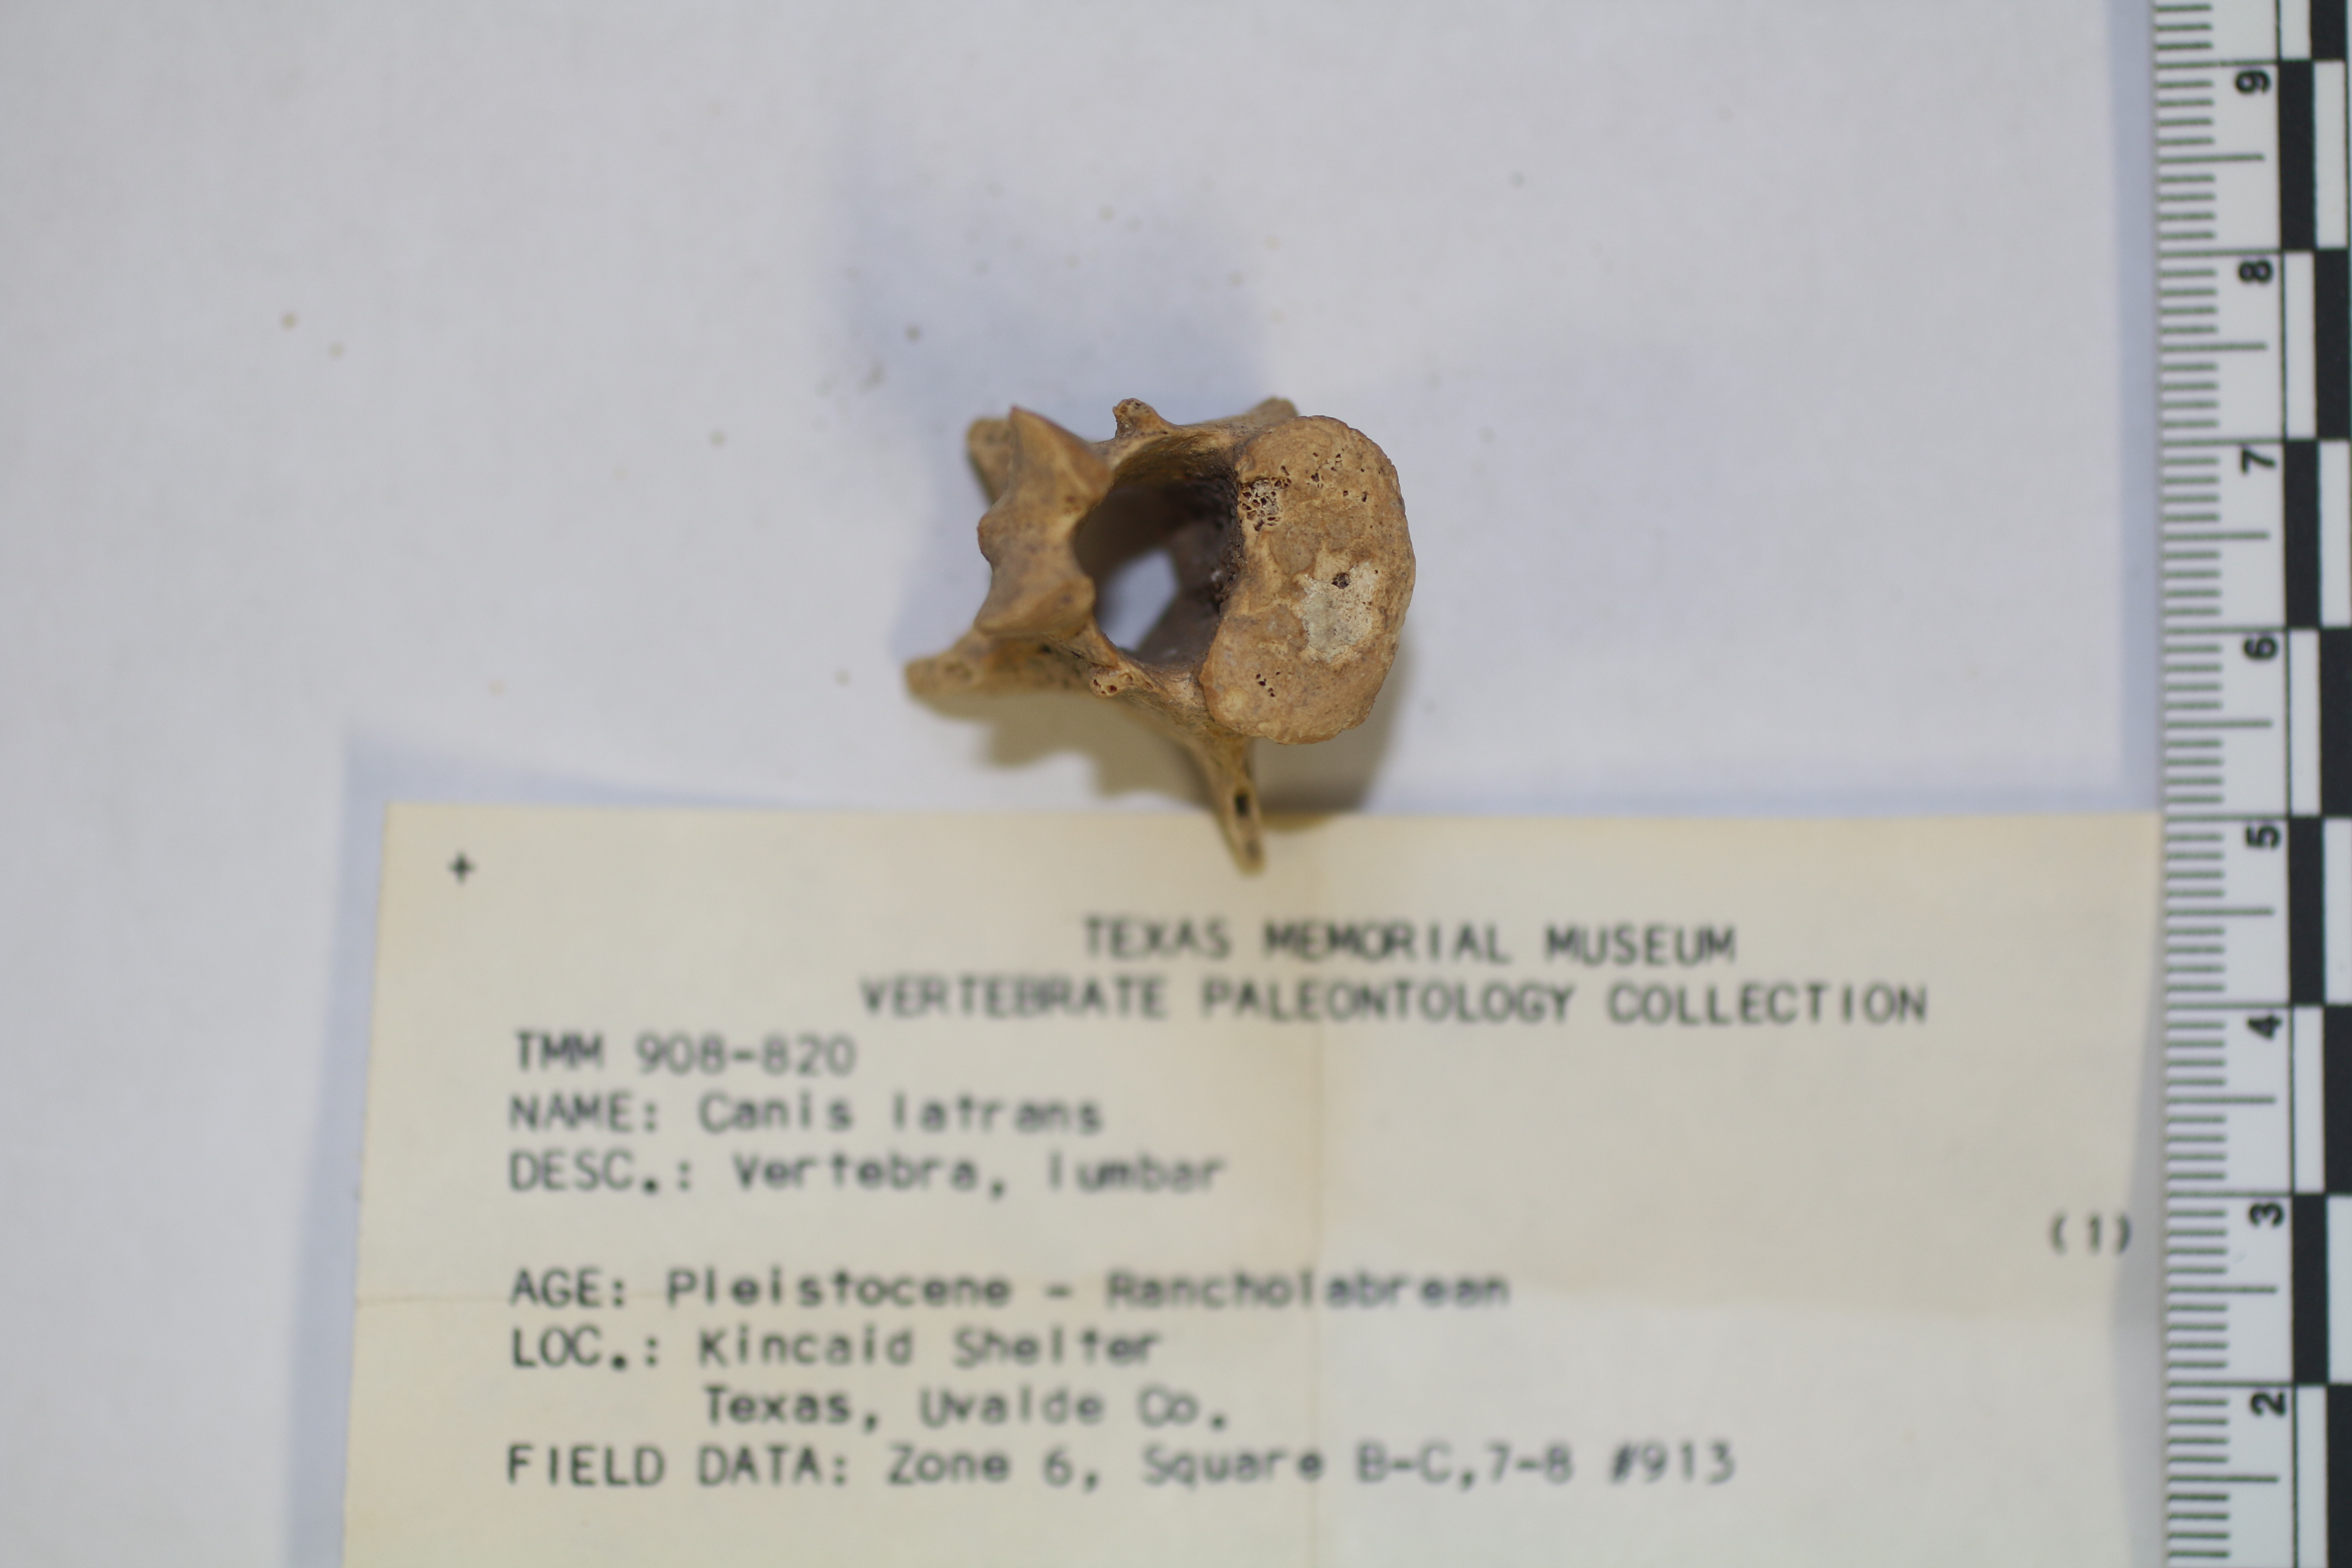 TEXAS MEMORIAL MUSEUM
VERTEBRATE PALEONTOLOGY COLLECTION
TMM 908-820
NAME: Canis latrans
DESC.: Vertebra, lumbar
(1)
AGE: Pleistocene - Rancholabrean
LOC.: Kincaid Shelter
Texas, Uvalde Co.
FIELD DATA: Zone 6, Square B-C,7-8 #913
9
8
7
6
5
4
3
2